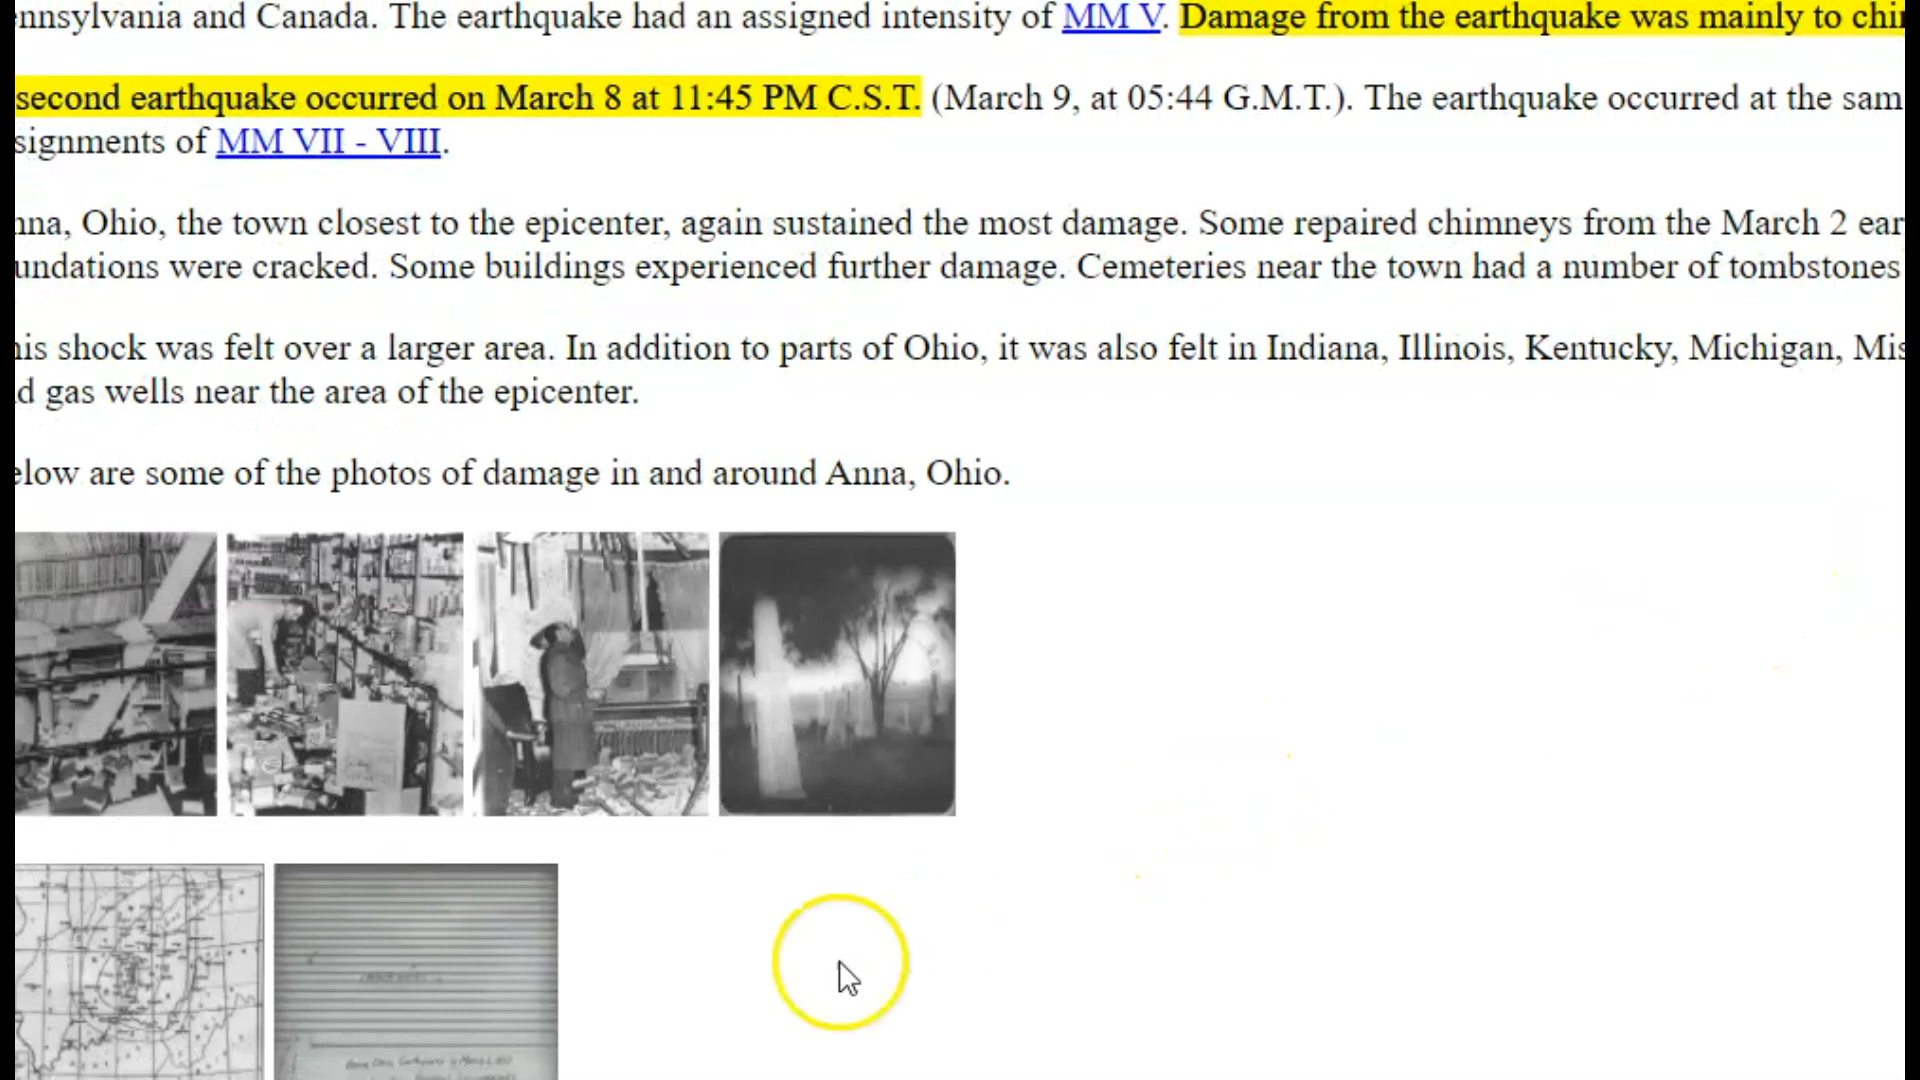 nnsylvania and Canada. The earthquake had an assigned intensity of MM V. Damage from the earthquake was mainly to chi
second earthquake occurred on March 8 at 11:45 PM C.S.T. (March 9, at 05:44 G.M.T.). The earthquake occurred at the sam
signments of MM VII - VIII.
nna, Ohio, the town closest to the epicenter, again sustained the most damage. Some repaired chimneys from the March 2 ear
undations were cracked. Some buildings experienced further damage. Cemeteries near the town had a number of tombstones
his shock was felt over a larger area. In addition to parts of Ohio, it was also felt in Indiana, Illinois, Kentucky, Michigan, Mis
d gas wells near the area of the epicenter.
elow are some of the photos of damage in and around Anna, Ohio.